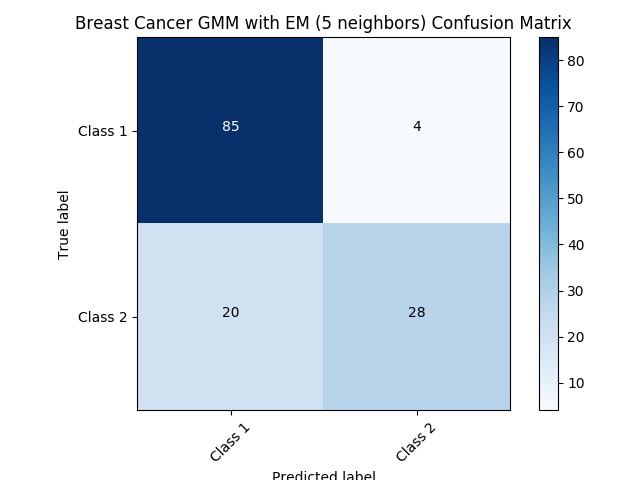 Breast Cancer GMM with EM (5 neighbors) Confusion Matrix
True label
Class 1
85
4
Class 2
20
28
Class 1
Class 2
Predicted label
80
70
60
50
40
30
20
10